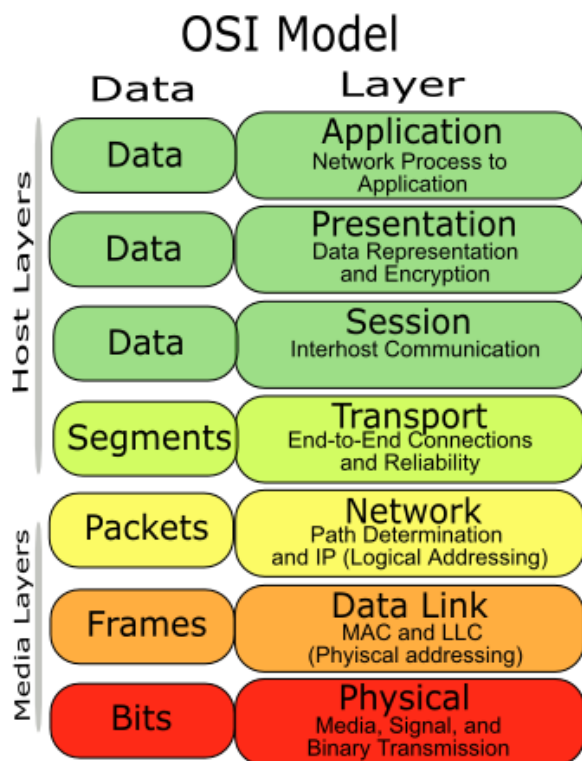 OSI Model
Data Layer
Host Layers
Data
Application
Network Process to
Application
Data
Presentation
Data Representation
and Encryption
Data
Session
Interhost Communication
Segments
Transport
End-to-End Connections
and Reliability
Media Layers
Packets
Network
Path Determination
and IP (Logical Addressing)
Frames
Data Link
MAC and LLC
(Phyiscal addressing)
Bits
Physical
Media, Signal, and
Binary Transmission